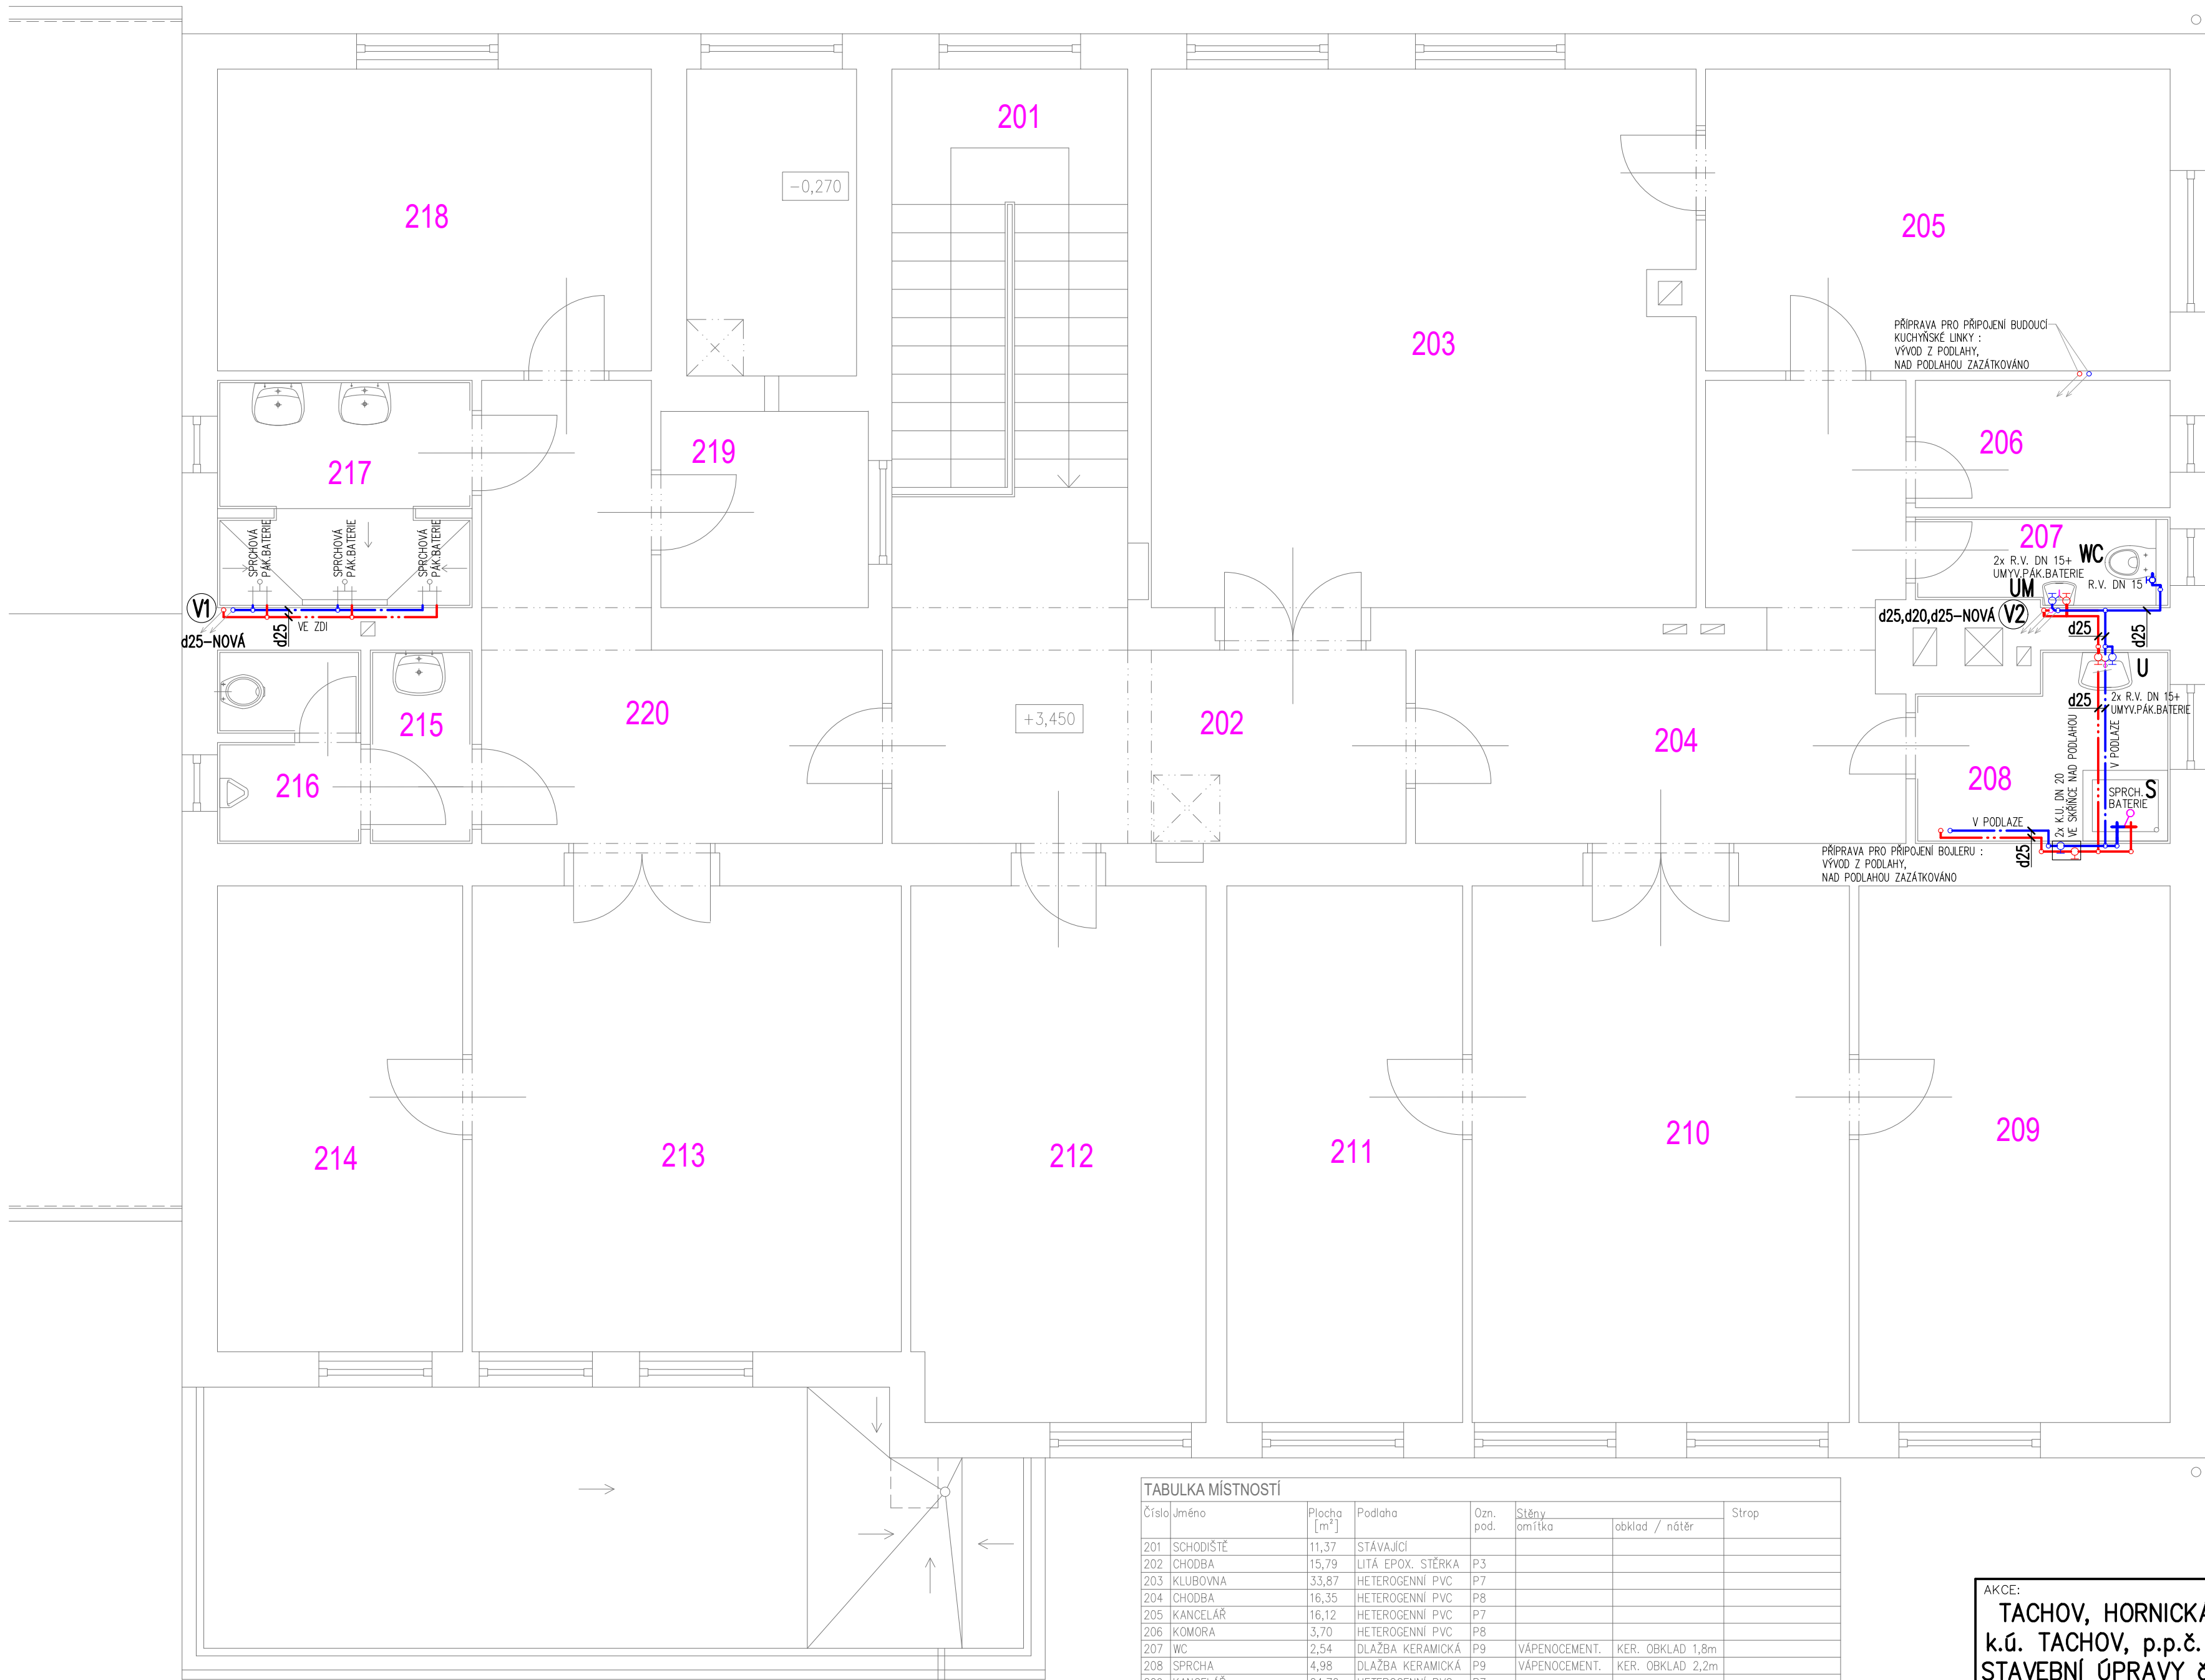 201
-0,270
218
205
203
PŘÍPRAVA PRO PŘIPOJENÍ BUDOUCÍ
KUCHYŇSKÉ LINKY :
VÝVOD Z PODLAHY,
NAD PODLAHOU ZAZÁTKOVÁNO
219
206
217
207
WC
2x R.V. DN 15+
UMYV.PÁK.BATERIE
R.V. DN 15
UM
SPRCHOVÁ
PÁK.BATERIE
SPRCHOVÁ
PÁK.BATERIE
SPRCHOVÁ
PÁK.BATERIE
V1
d25-NOVÁ
d25
VE ZDI
d25,d20,d25-NOVÁ
V2
d25
d25
U
d25
2x R.V. DN 15+
UMYV.PÁK.BATERIE
220
215
+3,450
202
204
216
208
2x K.U. DN 20
VE SKŘÍŇCE NAD PODLAHOU
V PODLAZE
SPRCH.
BATERIE
S
V PODLAZE
d25
PŘÍPRAVA PRO PŘIPOJENÍ BOJLERU :
VÝVOD Z PODLAHY,
NAD PODLAHOU ZAZÁTKOVÁNO
214
213
212
211
210
209
TABULKA MÍSTNOSTÍ
Číslo Jméno Plocha [m²] Podlaha Ozn. pod. Stěny omítka obklad / nátěr Strop
201 SCHODIŠTĚ 11,37 STÁVAJÍCÍ
202 CHODBA 15,79 LITÁ EPOX. STĚRKA P3
203 KLUBOVNA 33,87 HETEROGENNÍ PVC P7
204 CHODBA 16,35 HETEROGENNÍ PVC P8
205 KANCELÁŘ 16,12 HETEROGENNÍ PVC P7
206 KOMORA 3,70 HETEROGENNÍ PVC P8
207 WC 2,54 DLAŽBA KERAMICKÁ P9 VÁPENOCEMENT. KER. OBKLAD 1,8m
208 SPRCHA 4,98 DLAŽBA KERAMICKÁ P9 VÁPENOCEMENT. KER. OBKLAD 2,2m
AKCE:
TACHOV, HORNICKÁ
k.ú. TACHOV, p.p.č.
STAVEBNÍ ÚPRAVY